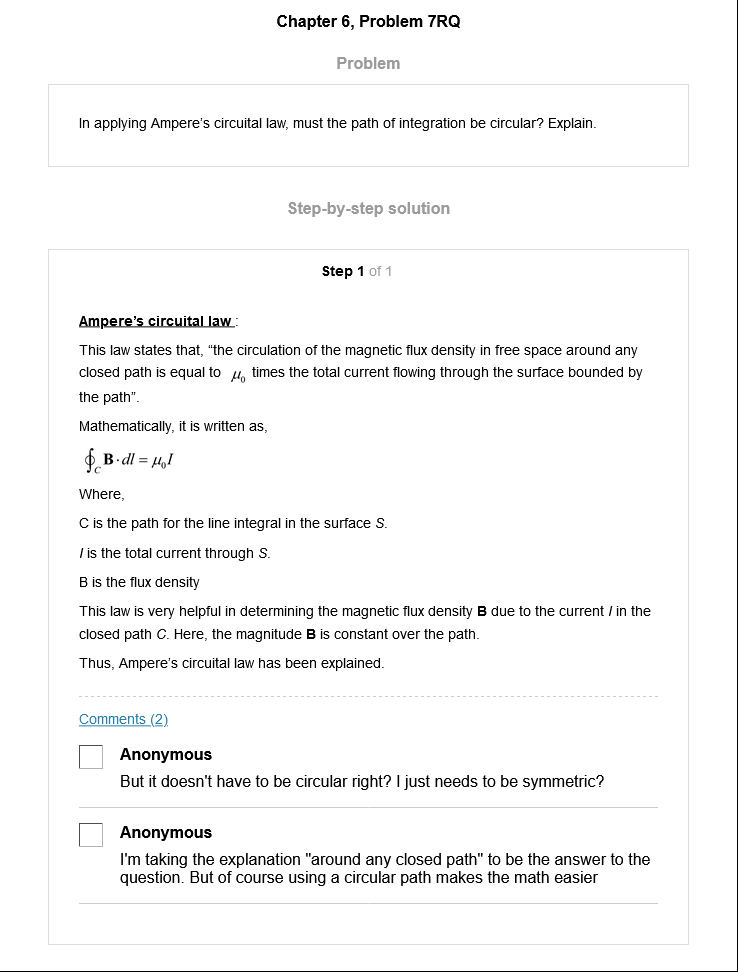 Chapter 6, Problem 7RQ
Problem
In applying Ampere's circuital law, must the path of integration be circular? Explain.
Step-by-step solution
Step 1 of 1
Ampere's circuital law :
This law states that, “the circulation of the magnetic flux density in free space around any
closed path is equal to μ₀ times the total current flowing through the surface bounded by
the path”.
Mathematically, it is written as,
∮_C B · dl = μ₀I
Where,
C is the path for the line integral in the surface S.
I is the total current through S.
B is the flux density
This law is very helpful in determining the magnetic flux density B due to the current I in the
closed path C. Here, the magnitude B is constant over the path.
Thus, Ampere's circuital law has been explained.
Comments (2)
Anonymous
But it doesn't have to be circular right? I just needs to be symmetric?
Anonymous
I'm taking the explanation "around any closed path" to be the answer to the
question. But of course using a circular path makes the math easier